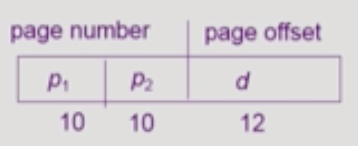 page number page offset
p₁ p₂ d
10 10 12